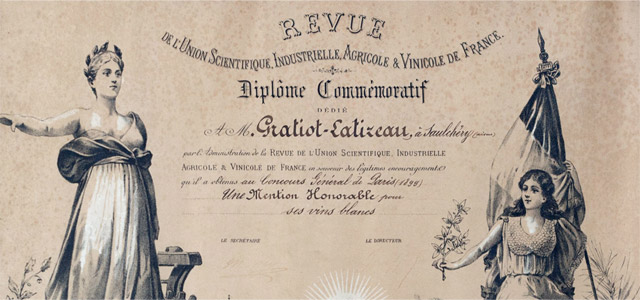 REVUE
DE L'UNION SCIENTIFIQUE, INDUSTRIELLE, AGRICOLE & VINICOLE DE FRANCE.
Diplôme Commémoratif
DÉDIÉ
A M. Gratiot-Latizeau, à Saulchéry
par l'Administration de la REVUE DE L'UNION SCIENTIFIQUE, INDUSTRIELLE
AGRICOLE & VINICOLE DE FRANCE en souvenir des légitimes encouragements
qu'il a obtenus au Concours Général de Paris (1898)
Une Mention Honorable pour
ses vins blancs
LE SECRÉTAIRE LE DIRECTEUR